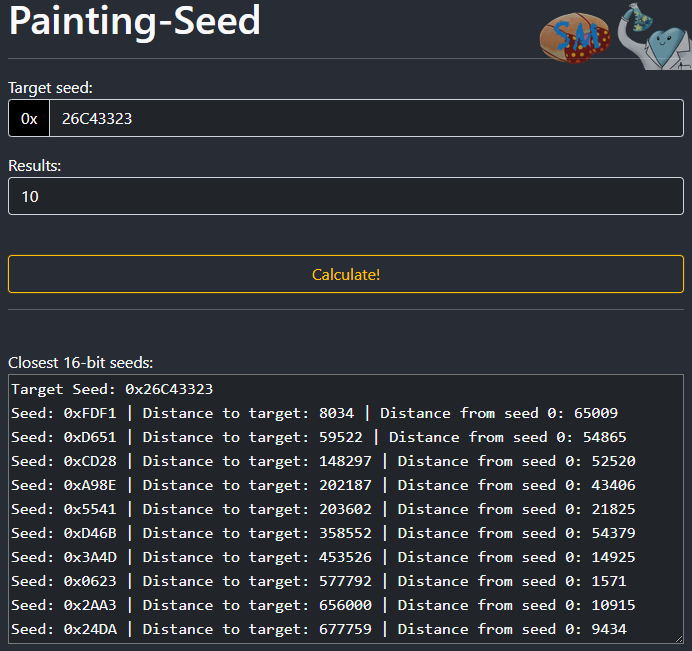 Painting-Seed
SM
Target seed:
0x 26C43323
Results:
10
Calculate!
Closest 16-bit seeds:
Target Seed: 0x26C43323
Seed: 0xFDF1 | Distance to target: 8034 | Distance from seed 0: 65009
Seed: 0xD651 | Distance to target: 59522 | Distance from seed 0: 54865
Seed: 0xCD28 | Distance to target: 148297 | Distance from seed 0: 52520
Seed: 0xA98E | Distance to target: 202187 | Distance from seed 0: 43406
Seed: 0x5541 | Distance to target: 203602 | Distance from seed 0: 21825
Seed: 0xD46B | Distance to target: 358552 | Distance from seed 0: 54379
Seed: 0x3A4D | Distance to target: 453526 | Distance from seed 0: 14925
Seed: 0x0623 | Distance to target: 577792 | Distance from seed 0: 1571
Seed: 0x2AA3 | Distance to target: 656000 | Distance from seed 0: 10915
Seed: 0x24DA | Distance to target: 677759 | Distance from seed 0: 9434